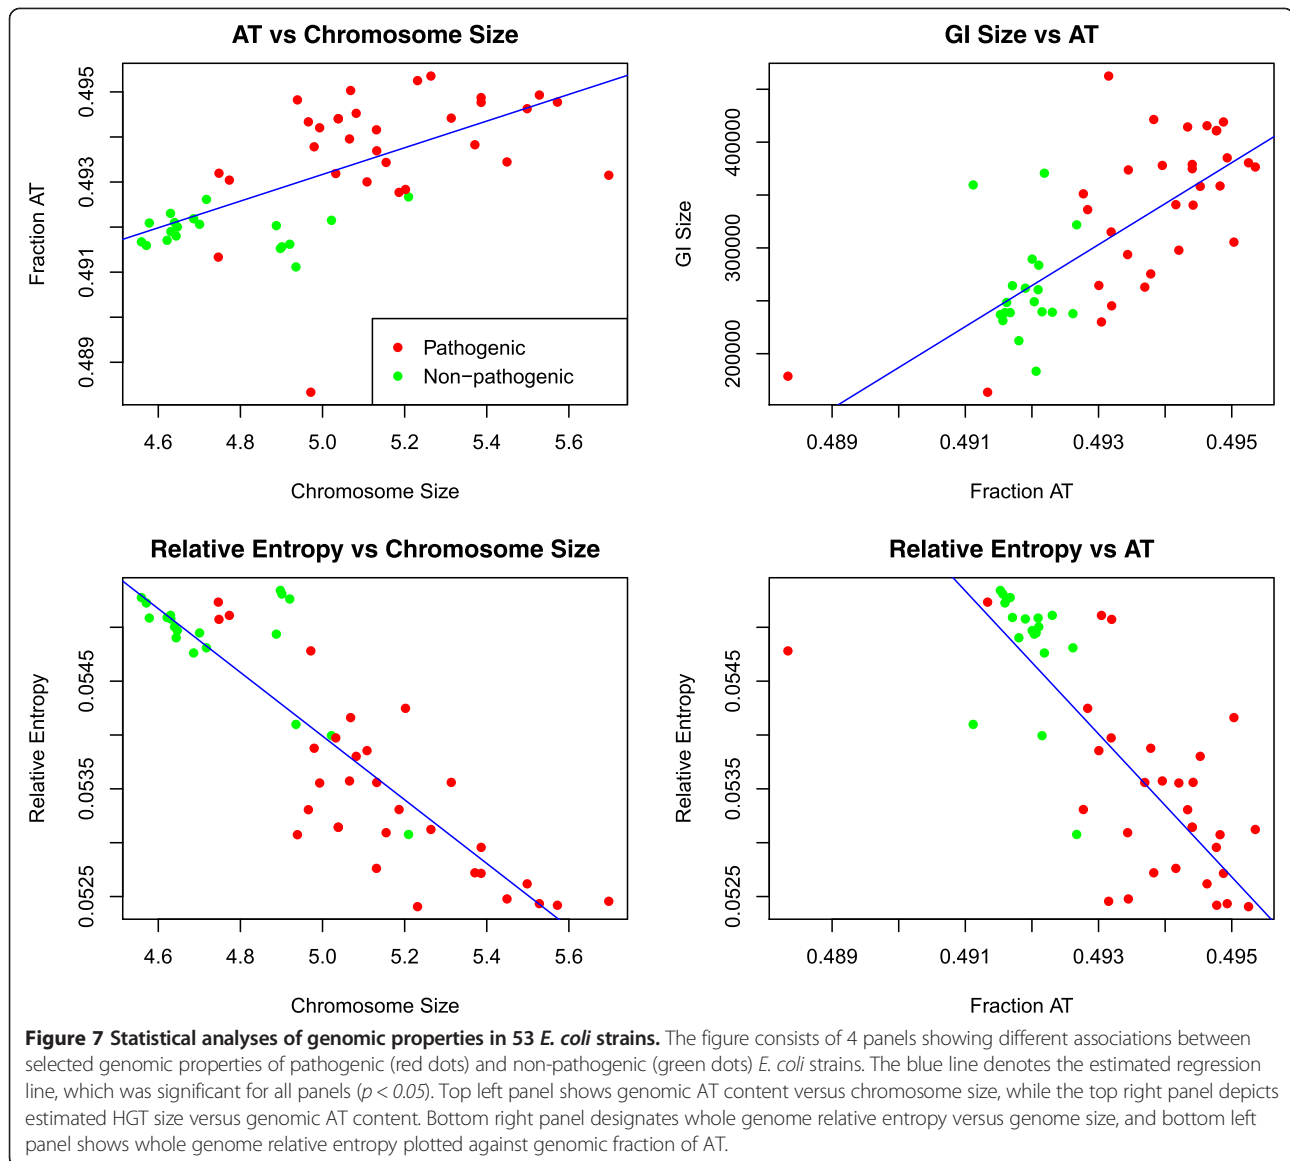 AT vs Chromosome Size
Fraction AT
0.495
0.493
0.491
0.489
Pathogenic
Non−pathogenic
4.6 4.8 5.0 5.2 5.4 5.6
Chromosome Size
GI Size vs AT
GI Size
400000
300000
200000
0.489 0.491 0.493 0.495
Fraction AT
Relative Entropy vs Chromosome Size
Relative Entropy
0.0545
0.0535
0.0525
4.6 4.8 5.0 5.2 5.4 5.6
Chromosome Size
Relative Entropy vs AT
Relative Entropy
0.0545
0.0535
0.0525
0.489 0.491 0.493 0.495
Fraction AT
Figure 7 Statistical analyses of genomic properties in 53 E. coli strains. The figure consists of 4 panels showing different associations between
selected genomic properties of pathogenic (red dots) and non-pathogenic (green dots) E. coli strains. The blue line denotes the estimated regression
line, which was significant for all panels (p < 0.05). Top left panel shows genomic AT content versus chromosome size, while the top right panel depicts
estimated HGT size versus genomic AT content. Bottom right panel designates whole genome relative entropy versus genome size, and bottom left
panel shows whole genome relative entropy plotted against genomic fraction of AT.